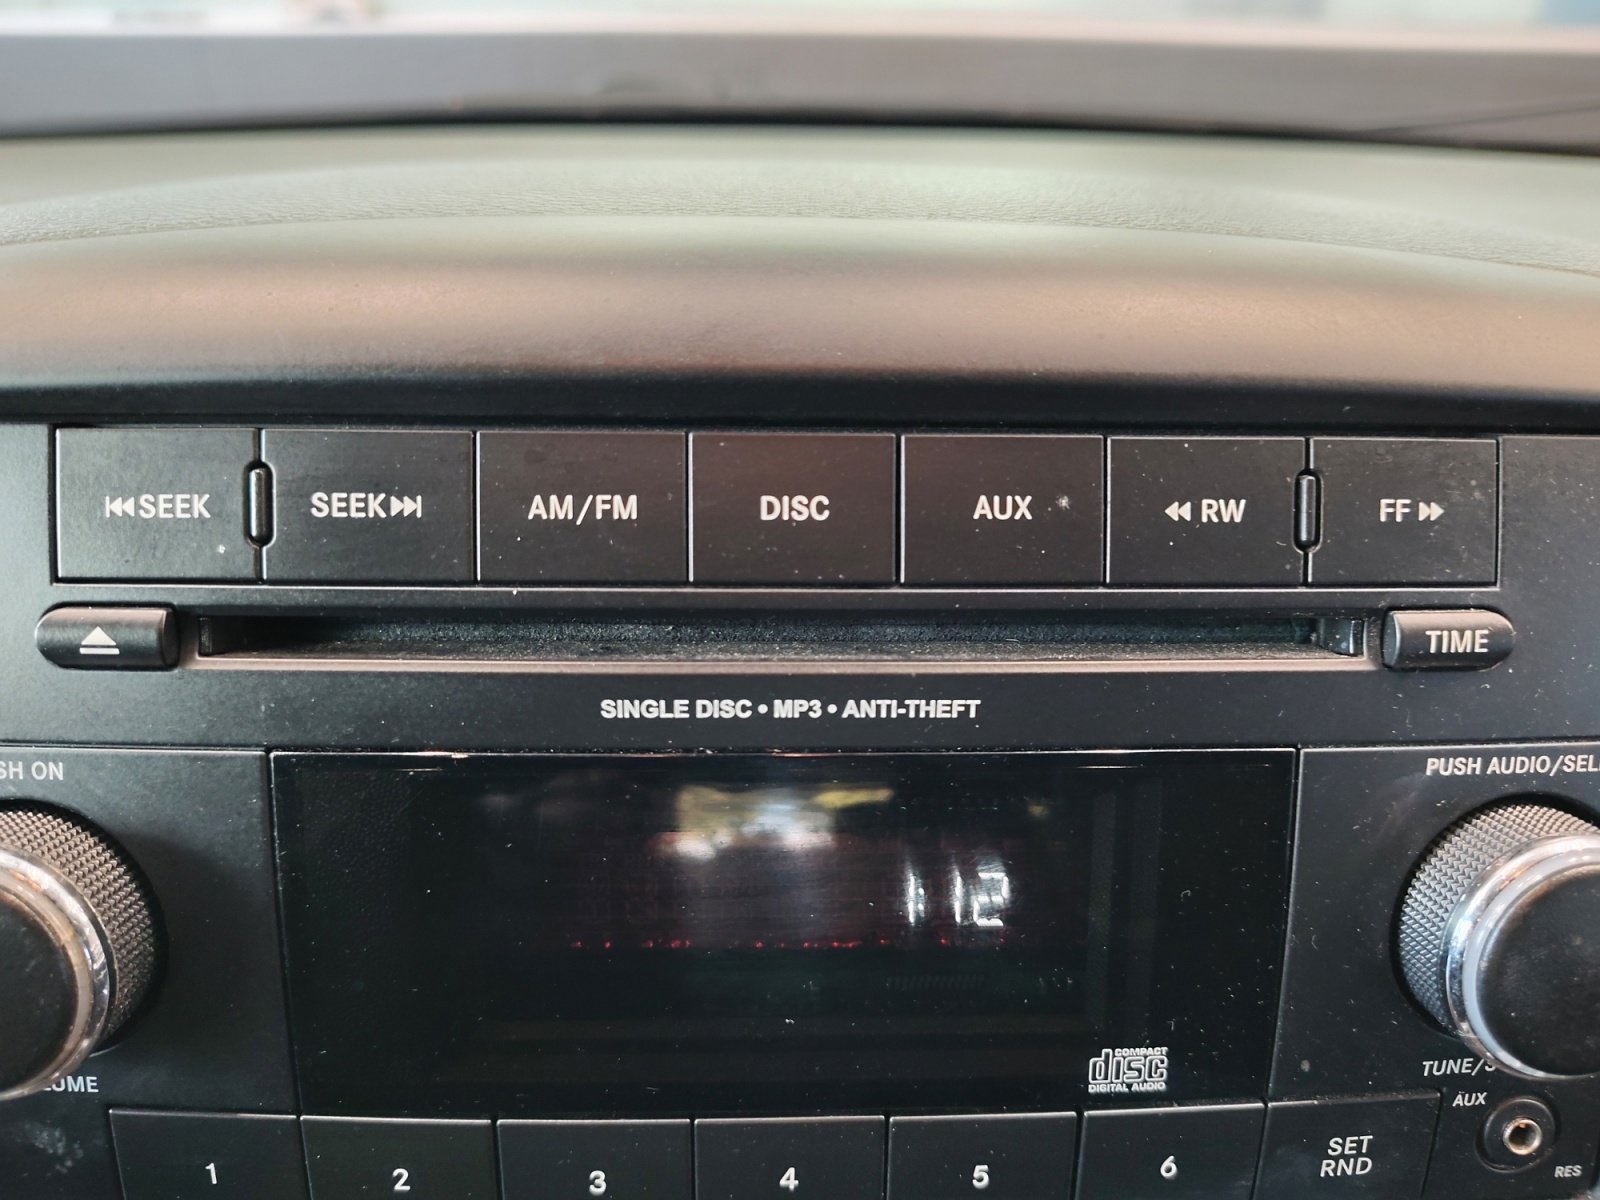 ⏮SEEK SEEK⏭ AM/FM DISC AUX ⏪ RW FF ⏩
TIME
SINGLE DISC • MP3 • ANTI-THEFT
SH ON
PUSH AUDIO/SEL
1:12
COMPACT
disc
DIGITAL AUDIO
UME
TUNE/S
AUX
1 2 3 4 5 6
SET
RND
RES